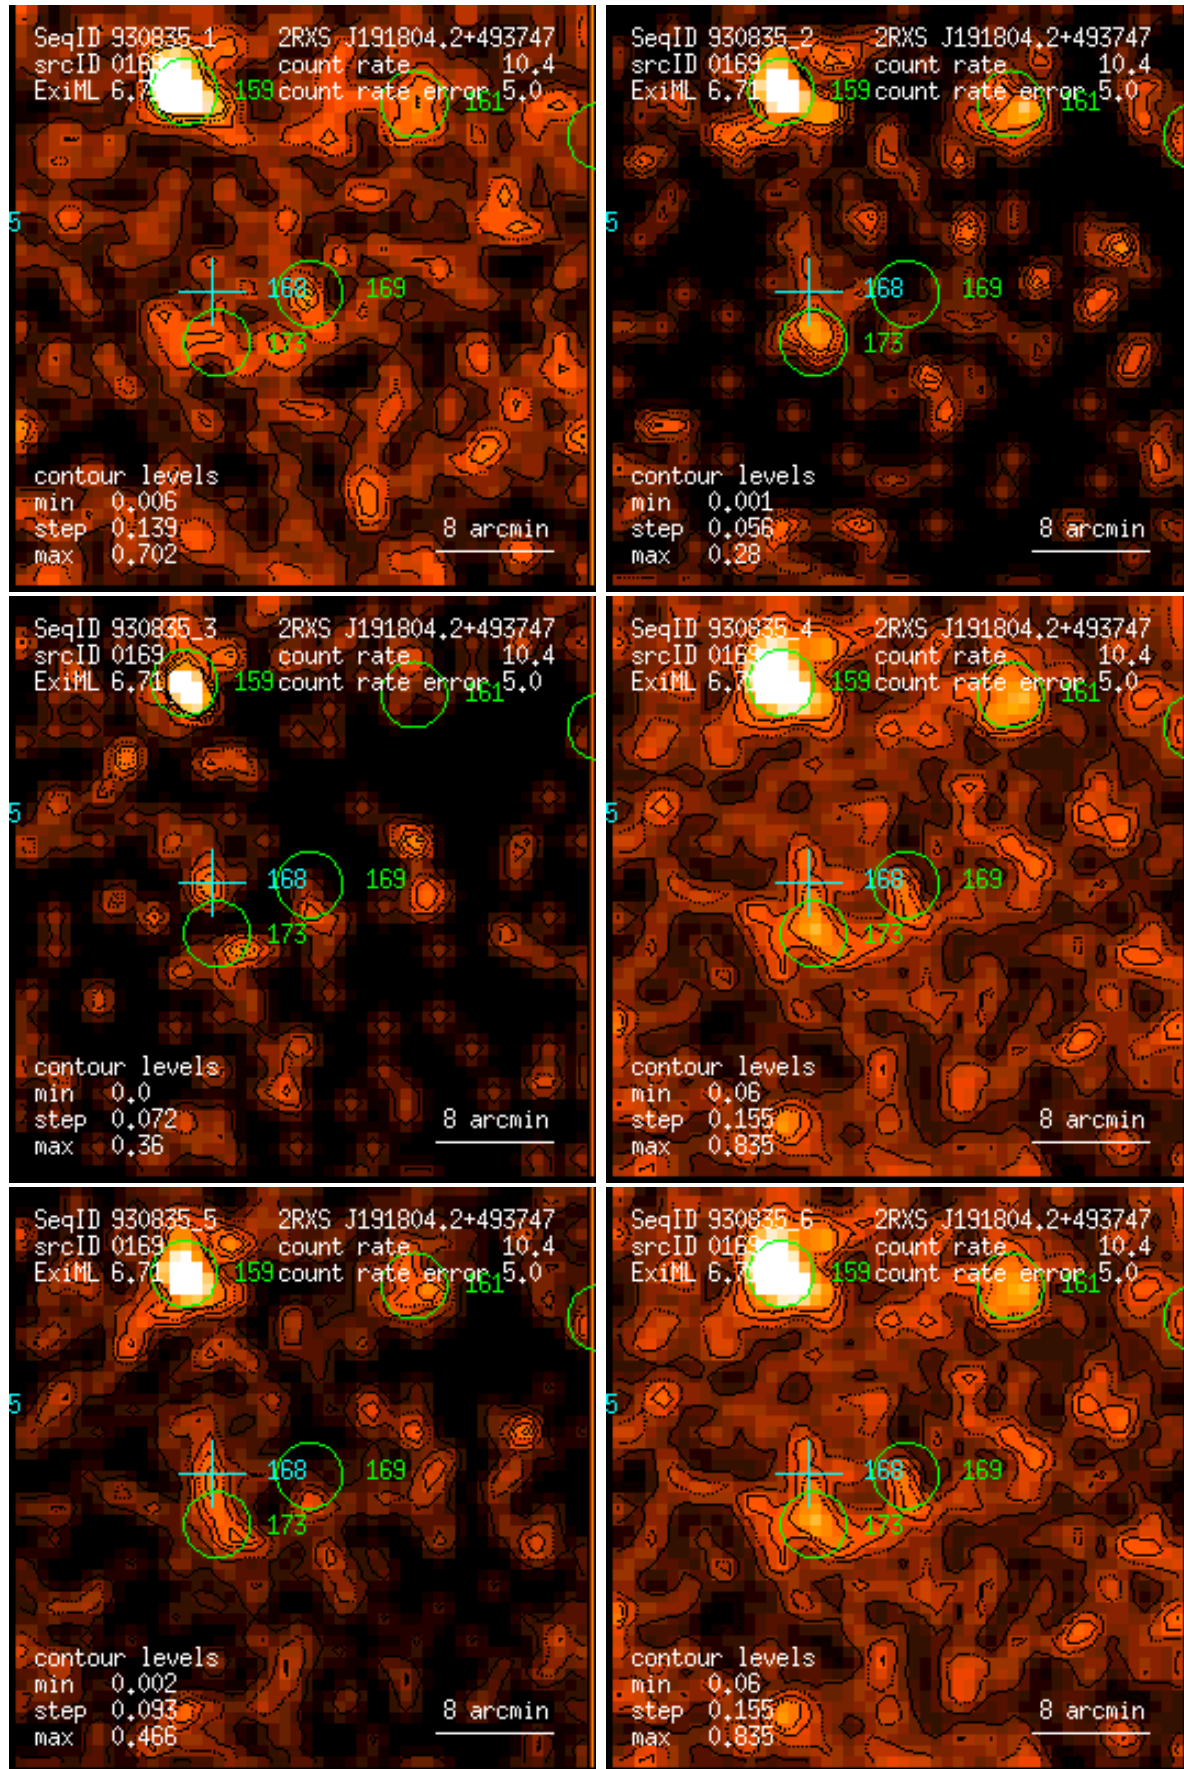 SeqID 930835_1 2RXS J191804.2+493747
srcID 0169 count rate 10.4
ExiML 6.71 159 count rate error 5.0
161
5
168 169
173
contour levels
min 0.006
step 0.139
max 0.702
8 arcmin
SeqID 930835_2 2RXS J191804.2+493747
srcID 0169 count rate 10.4
ExiML 6.71 159 count rate error 5.0
161
5
168 169
173
contour levels
min 0.001
step 0.056
max 0.28
8 arcmin
SeqID 930835_3 2RXS J191804.2+493747
srcID 0169 count rate 10.4
ExiML 6.71 159 count rate error 5.0
161
5
168 169
173
contour levels
min 0.0
step 0.072
max 0.36
8 arcmin
SeqID 930835_4 2RXS J191804.2+493747
srcID 0169 count rate 10.4
ExiML 6.71 159 count rate error 5.0
161
5
168 169
173
contour levels
min 0.06
step 0.155
max 0.835
8 arcmin
SeqID 930835_5 2RXS J191804.2+493747
srcID 0169 count rate 10.4
ExiML 6.71 159 count rate error 5.0
161
5
168 169
173
contour levels
min 0.002
step 0.093
max 0.466
8 arcmin
SeqID 930835_6 2RXS J191804.2+493747
srcID 0169 count rate 10.4
ExiML 6.71 159 count rate error 5.0
161
5
168 169
173
contour levels
min 0.06
step 0.155
max 0.835
8 arcmin